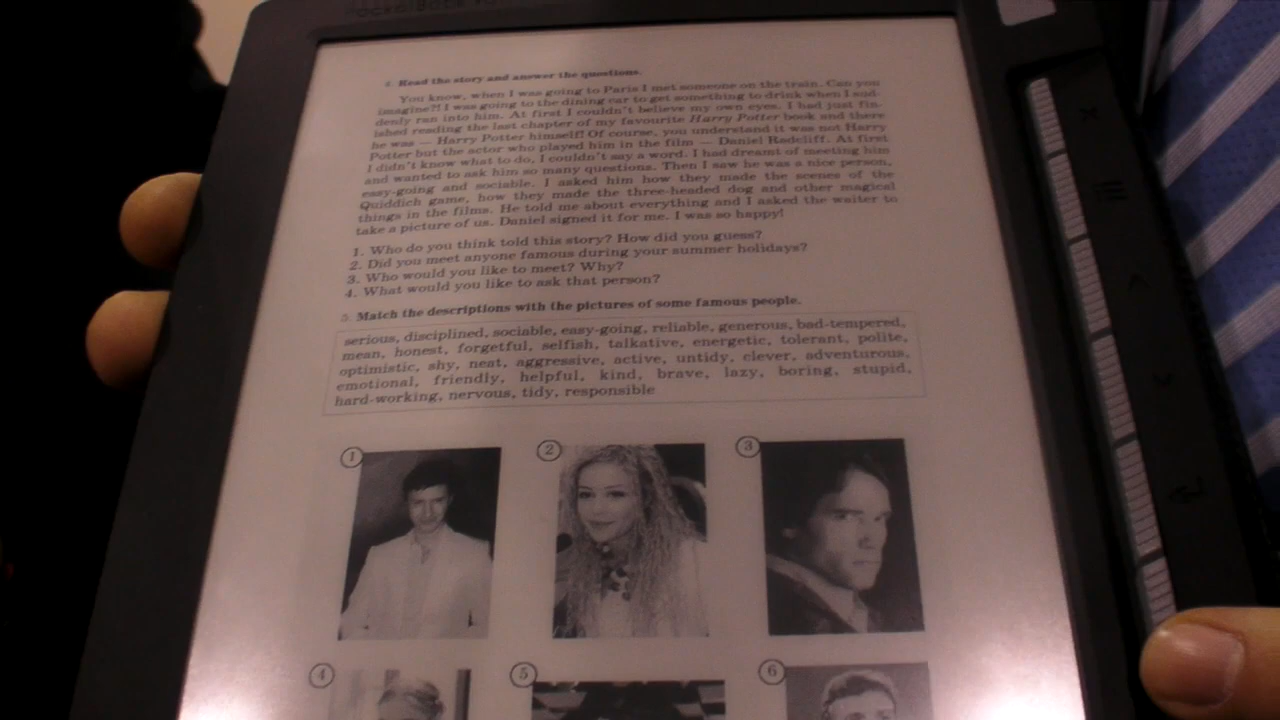 4. Read the story and answer the questions.
You know, when I was going to Paris I met someone on the train. Can you
imagine?! I was going to the dining car to get something to drink when I sud-
denly ran into him. At first I couldn't believe my own eyes. I had just fin-
ished reading the last chapter of my favourite Harry Potter book and there
he was — Harry Potter himself! Of course, you understand it was not Harry
Potter but the actor who played him in the film — Daniel Redcliff. At first
I didn't know what to do, I couldn't say a word. I had dreamt of meeting him
and wanted to ask him so many questions. Then I saw he was a nice person,
easy-going and sociable. I asked him how they made the scenes of the
Quiddich game, how they made the three-headed dog and other magical
things in the films. He told me about everything and I asked the waiter to
take a picture of us. Daniel signed it for me. I was so happy!
1. Who do you think told this story? How did you guess?
2. Did you meet anyone famous during your summer holidays?
3. Who would you like to meet? Why?
4. What would you like to ask that person?
5. Match the descriptions with the pictures of some famous people.
serious, disciplined, sociable, easy-going, reliable, generous, bad-tempered,
mean, honest, forgetful, selfish, talkative, energetic, tolerant, polite,
optimistic, shy, neat, aggressive, active, untidy, clever, adventurous,
emotional, friendly, helpful, kind, brave, lazy, boring, stupid,
hard-working, nervous, tidy, responsible
1 2 3
4 5 6